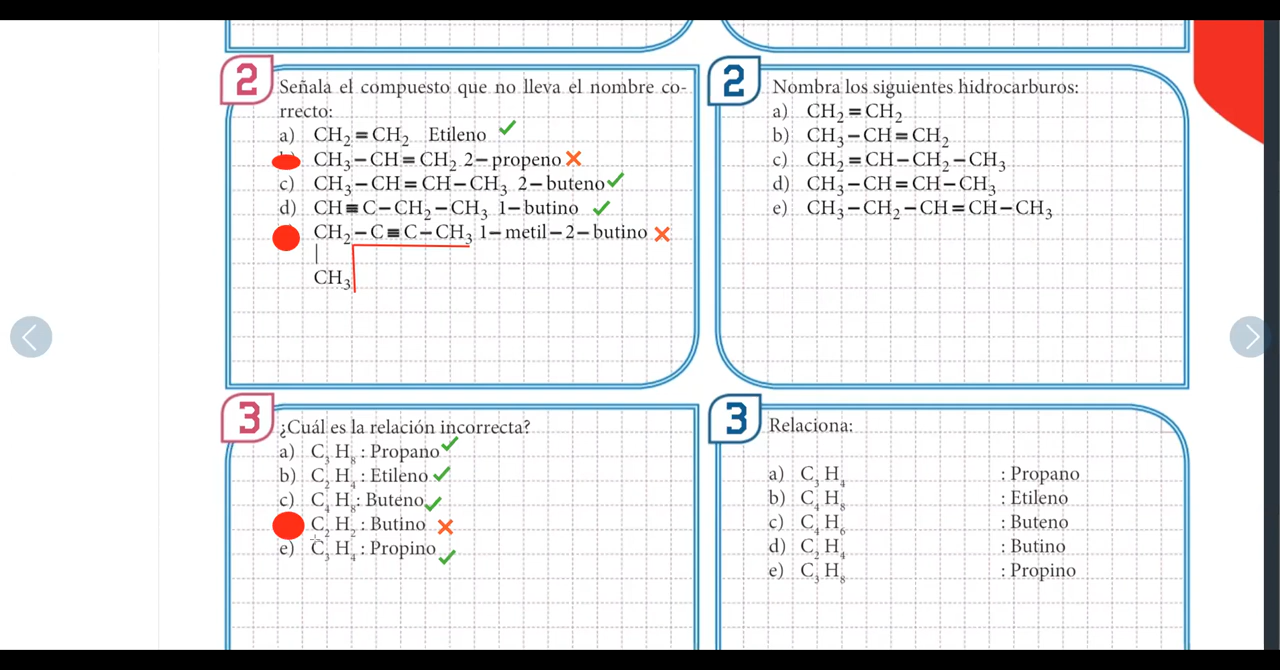 2
Señala el compuesto que no lleva el nombre co-
rrecto:
a) CH₂=CH₂ Etileno ✓
CH₃−CH=CH₂ 2−propeno ✗
c) CH₃−CH=CH−CH₃ 2−buteno ✓
d) CH≡C−CH₂−CH₃ 1−butino ✓
CH₂−C≡C−CH₃ 1−metil−2−butino ✗
|
CH₃
2
Nombra los siguientes hidrocarburos:
a) CH₂=CH₂
b) CH₃−CH=CH₂
c) CH₂=CH−CH₂−CH₃
d) CH₃−CH=CH−CH₃
e) CH₃−CH₂−CH=CH−CH₃
3
¿Cuál es la relación incorrecta?
a) C₃ H₈ : Propano ✓
b) C₂ H₄ : Etileno ✓
c) C₄ H₈ : Buteno ✓
C₂ H₂ : Butino ✗
e) C₃ H₄ : Propino ✓
3
Relaciona:
a) C₃ H₄ : Propano
b) C₄ H₈ : Etileno
c) C₄ H₆ : Buteno
d) C₂ H₄ : Butino
e) C₃ H₈ : Propino